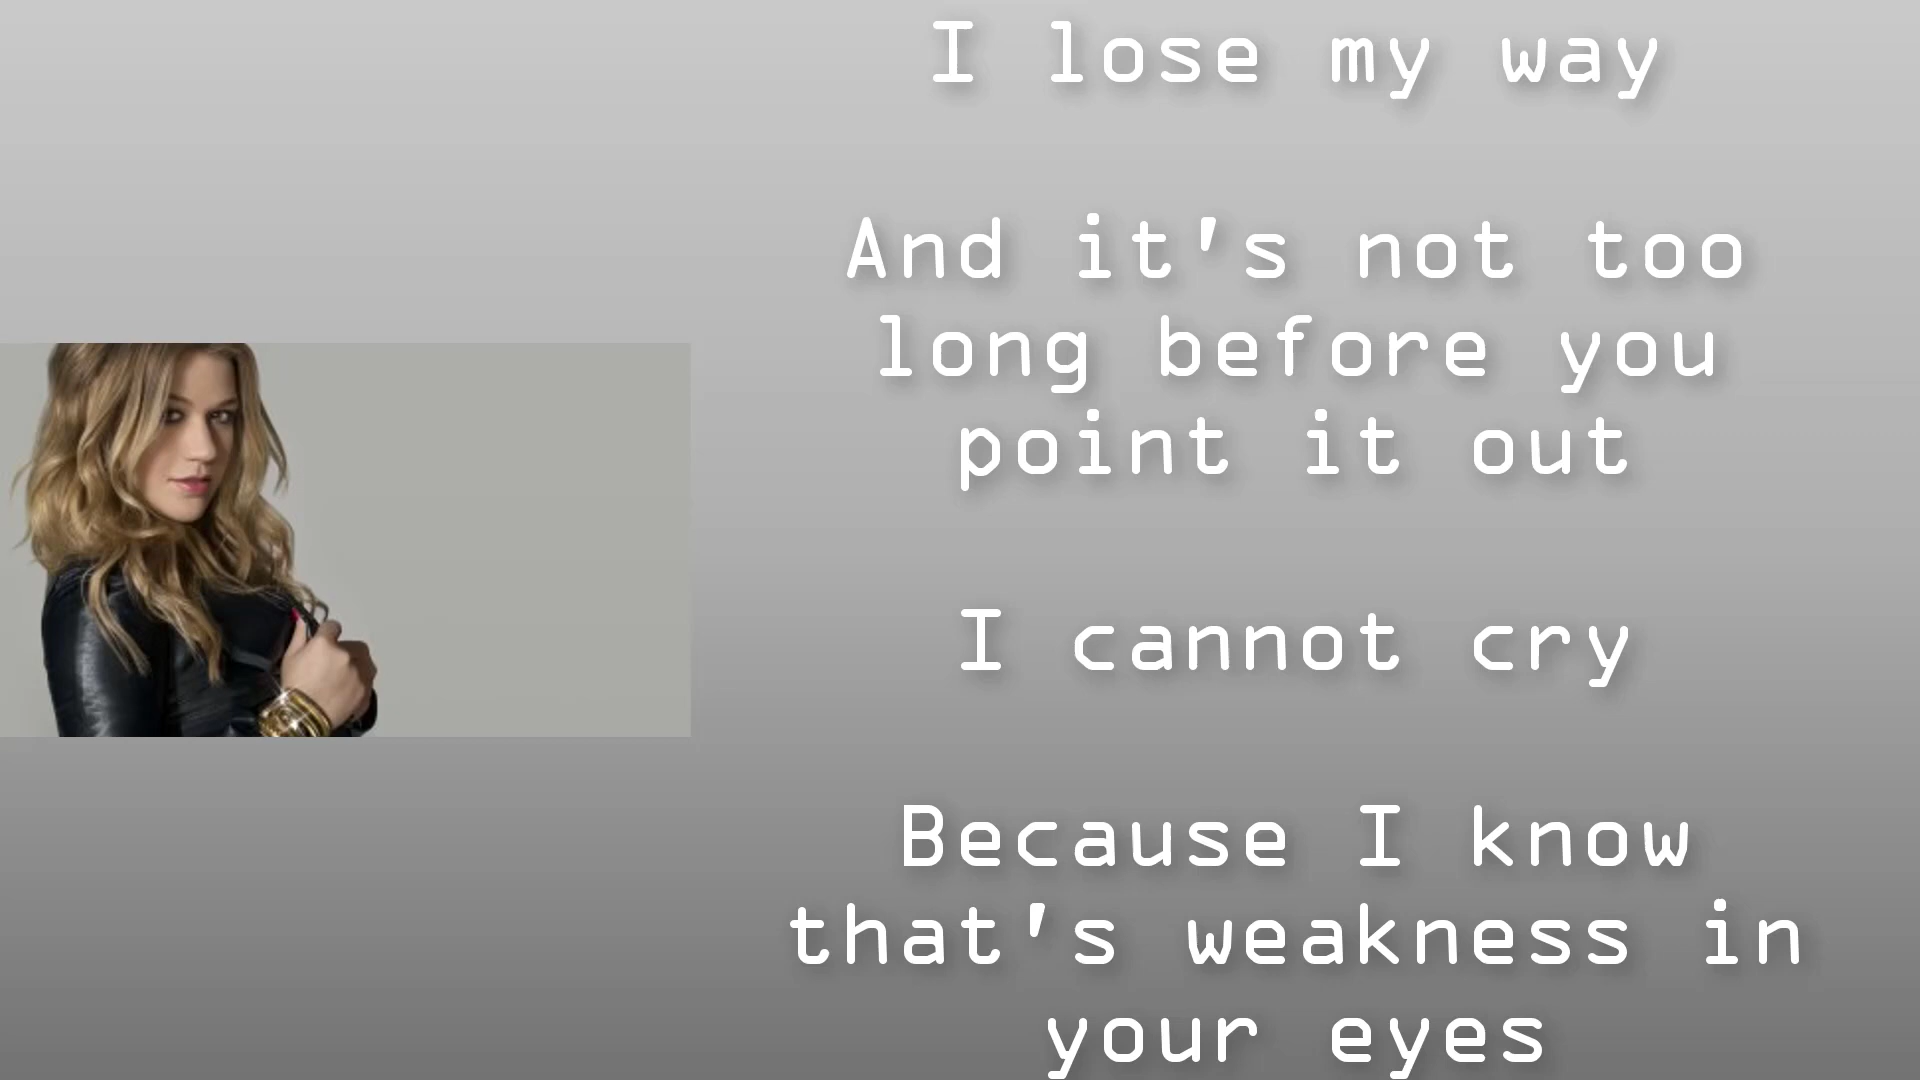 I lose my way
And it's not too
long before you
point it out
I cannot cry
Because I know
that's weakness in
your eyes